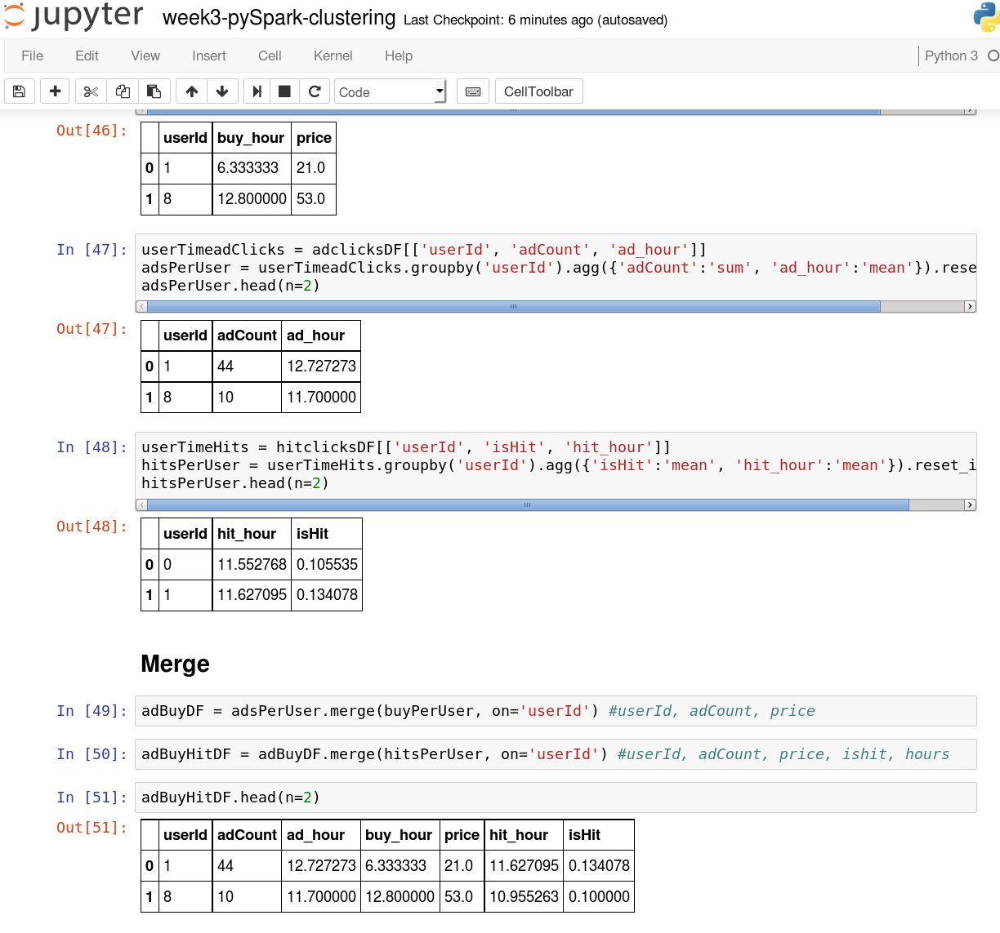 jupyter week3-pySpark-clustering Last Checkpoint: 6 minutes ago (autosaved)
File Edit View Insert Cell Kernel Help Python 3
Code CellToolbar
Out[46]:
userId buy_hour price
0 1 6.333333 21.0
1 8 12.800000 53.0
In [47]: userTimeadClicks = adclicksDF[['userId', 'adCount', 'ad_hour']]
adsPerUser = userTimeadClicks.groupby('userId').agg({'adCount':'sum', 'ad_hour':'mean'}).rese
adsPerUser.head(n=2)
Out[47]:
userId adCount ad_hour
0 1 44 12.727273
1 8 10 11.700000
In [48]: userTimeHits = hitclicksDF[['userId', 'isHit', 'hit_hour']]
hitsPerUser = userTimeHits.groupby('userId').agg({'isHit':'mean', 'hit_hour':'mean'}).reset_i
hitsPerUser.head(n=2)
Out[48]:
userId hit_hour isHit
0 0 11.552768 0.105535
1 1 11.627095 0.134078
Merge
In [49]: adBuyDF = adsPerUser.merge(buyPerUser, on='userId') #userId, adCount, price
In [50]: adBuyHitDF = adBuyDF.merge(hitsPerUser, on='userId') #userId, adCount, price, ishit, hours
In [51]: adBuyHitDF.head(n=2)
Out[51]:
userId adCount ad_hour buy_hour price hit_hour isHit
0 1 44 12.727273 6.333333 21.0 11.627095 0.134078
1 8 10 11.700000 12.800000 53.0 10.955263 0.100000